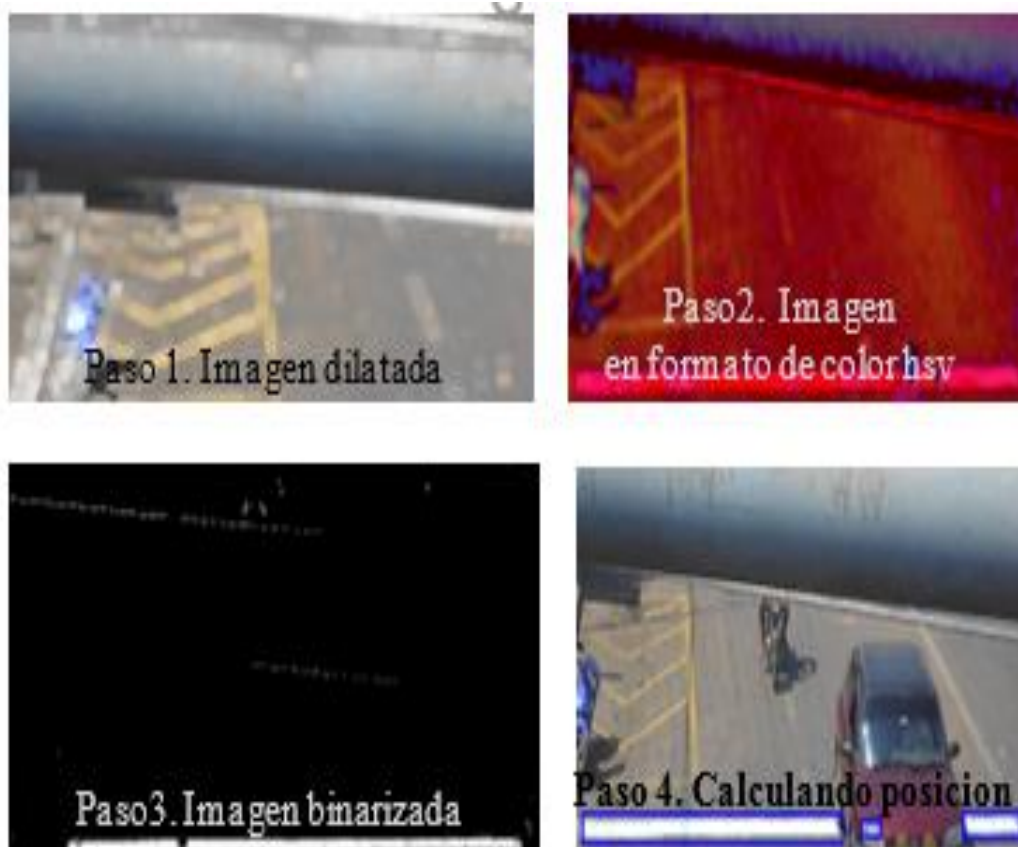 Paso 1. Imagen dilatada
Paso2. Imagen
en formato de color hsv
Paso3. Imagen binarizada
Paso 4. Calculando posicion